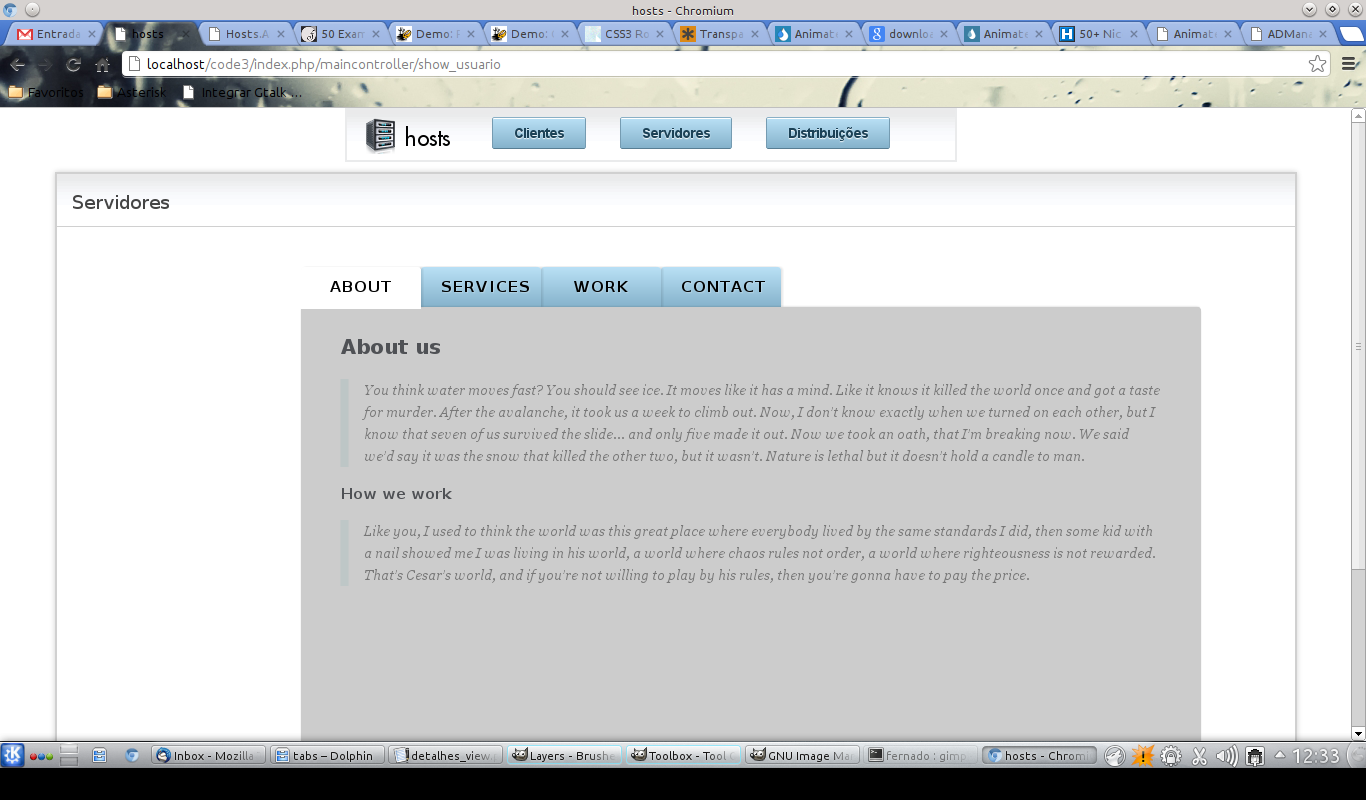 hosts - Chromium
Entrada
hosts
Hosts.A
50 Exam
Demo:
Demo:
CSS3 Ro
Transpa
Animate
downlo
Animate
50+ Nic
Animate
ADMan
localhost/code3/index.php/maincontroller/show_usuario
Favoritos
Asterisk
Integrar Gtalk ...
hosts
Clientes
Servidores
Distribuições
Servidores
ABOUT
SERVICES
WORK
CONTACT
About us
You think water moves fast? You should see ice. It moves like it has a mind. Like it knows it killed the world once and got a taste
for murder. After the avalanche, it took us a week to climb out. Now, I don't know exactly when we turned on each other, but I
know that seven of us survived the slide... and only five made it out. Now we took an oath, that I'm breaking now. We said
we'd say it was the snow that killed the other two, but it wasn't. Nature is lethal but it doesn't hold a candle to man.
How we work
Like you, I used to think the world was this great place where everybody lived by the same standards I did, then some kid with
a nail showed me I was living in his world, a world where chaos rules not order, a world where righteousness is not rewarded.
That's Cesar's world, and if you're not willing to play by his rules, then you're gonna have to pay the price.
Inbox - Mozilla
tabs – Dolphin
detalhes_view.
Layers - Brushe
Toolbox - Tool
GNU Image Ma
Fernado : gimp
hosts - Chromi
12:33